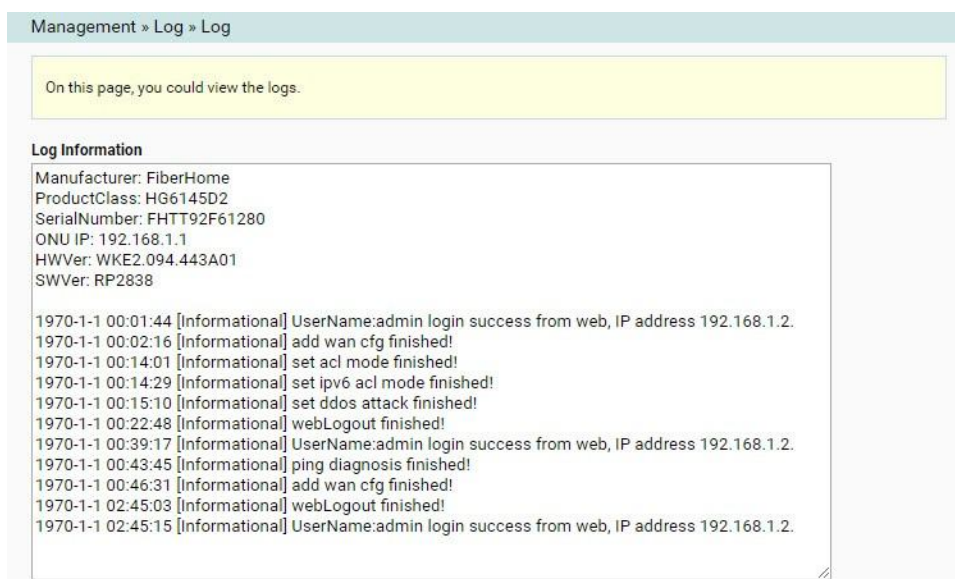 Management » Log » Log
On this page, you could view the logs.
Log Information
Manufacturer: FiberHome
ProductClass: HG6145D2
SerialNumber: FHTT92F61280
ONU IP: 192.168.1.1
HWVer: WKE2.094.443A01
SWVer: RP2838
1970-1-1 00:01:44 [Informational] UserName:admin login success from web, IP address 192.168.1.2.
1970-1-1 00:02:16 [Informational] add wan cfg finished!
1970-1-1 00:14:01 [Informational] set acl mode finished!
1970-1-1 00:14:29 [Informational] set ipv6 acl mode finished!
1970-1-1 00:15:10 [Informational] set ddos attack finished!
1970-1-1 00:22:48 [Informational] webLogout finished!
1970-1-1 00:39:17 [Informational] UserName:admin login success from web, IP address 192.168.1.2.
1970-1-1 00:43:45 [Informational] ping diagnosis finished!
1970-1-1 00:46:31 [Informational] add wan cfg finished!
1970-1-1 02:45:03 [Informational] webLogout finished!
1970-1-1 02:45:15 [Informational] UserName:admin login success from web, IP address 192.168.1.2.